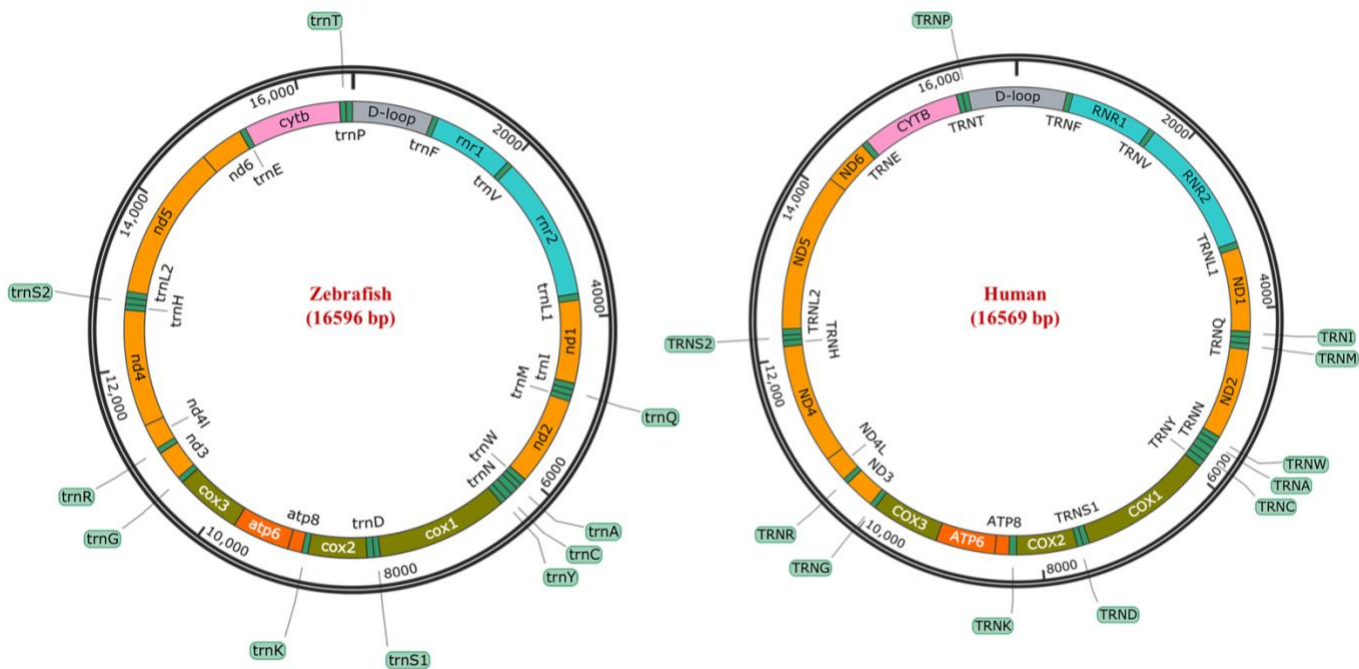 trnT
16,000
cytb
D-loop
trnP
trnF
rnr1
2000
trnV
rnr2
trnE
nd6
14,000
nd5
trnL2
trnS2
trnH
Zebrafish
(16596 bp)
4000
trnL1
nd1
trnI
trnM
trnQ
nd4
12,000
nd4l
nd3
trnW
trnN
nd2
6000
trnR
trnG
cox3
atp6
atp8
trnD
cox2
cox1
trnA
trnC
trnY
10,000
8000
trnK
trnS1
TRNP
16,000
CYTB
D-loop
TRNT
TRNF
RNR1
2000
TRNV
RNR2
TRNE
ND6
14,000
ND5
TRNL2
TRNS2
TRNH
Human
(16569 bp)
4000
TRNL1
ND1
TRNQ
TRNI
TRNM
ND2
ND4
12,000
ND4L
ND3
TRNN
TRNY
TRNW
TRNA
TRNC
6000
TRNR
TRNG
10,000
COX3
ATP6
ATP8
TRNS1
COX2
COX1
8000
TRNK
TRND